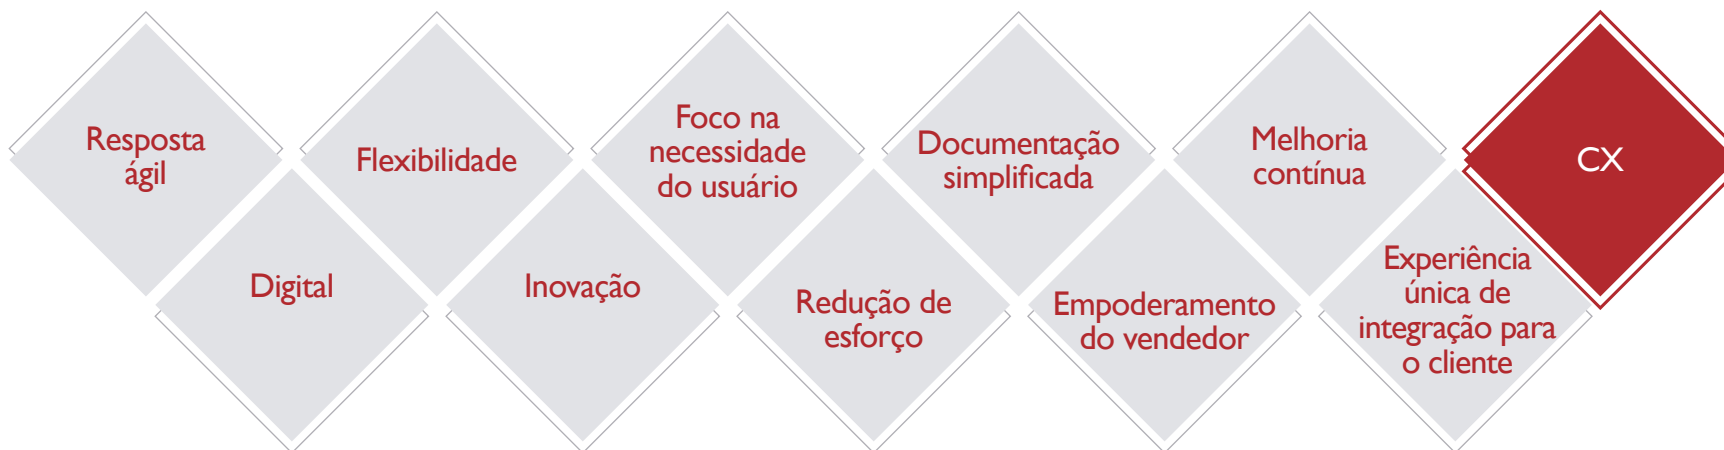 Resposta
ágil
Digital
Flexibilidade
Inovação
Foco na
necessidade
do usuário
Redução de
esforço
Documentação
simplificada
Empoderamento
do vendedor
Melhoria
contínua
Experiência
única de
integração para
o cliente
CX